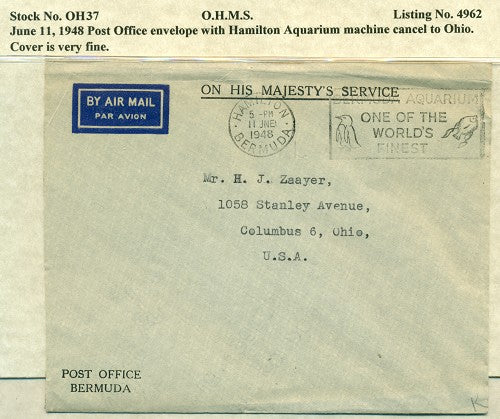 Stock No. OH37 O.H.M.S. Listing No. 4962
June 11, 1948 Post Office envelope with Hamilton Aquarium machine cancel to Ohio.
Cover is very fine.
ON HIS MAJESTY'S SERVICE
BY AIR MAIL
PAR AVION
HAMILTON
5 - PM
11 JNE
1948
BERMUDA
BERMUDA AQUARIUM
ONE OF THE
WORLD'S
FINEST
Mr. H. J. Zaayer,
1058 Stanley Avenue,
Columbus 6, Ohio,
U.S.A.
POST OFFICE
BERMUDA
K